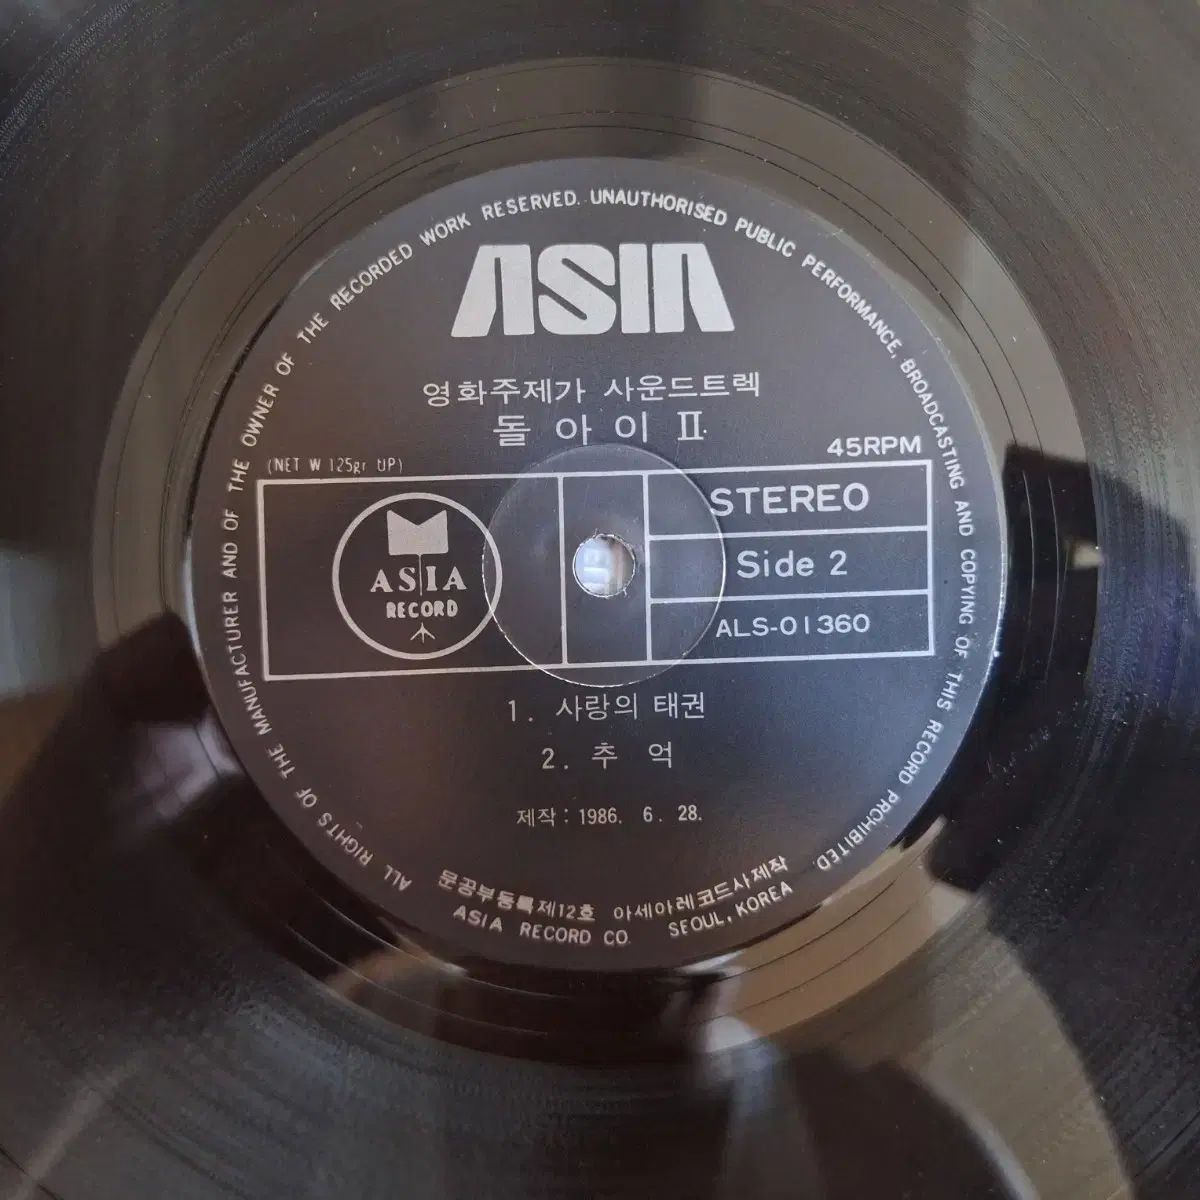 ALL RIGHTS OF THE MANUFACTURER AND OF THE OWNER OF THE RECORDED WORK RESERVED. UNAUTHORISED PUBLIC PERFORMANCE, BROADCASTING AND COPYING OF THIS RECORD PROHIBITED.
ASIA
영화주제가 사운드트렉
돌아이 II.
45RPM
(NET W 125gr UP)
STEREO
ASIA
RECORD
Side 2
ALS-01360
1. 사랑의 태권
2. 추 억
제작: 1986. 6. 28.
문공부등록제12호 아세아레코드사제작
ASIA RECORD CO. SEOUL, KOREA